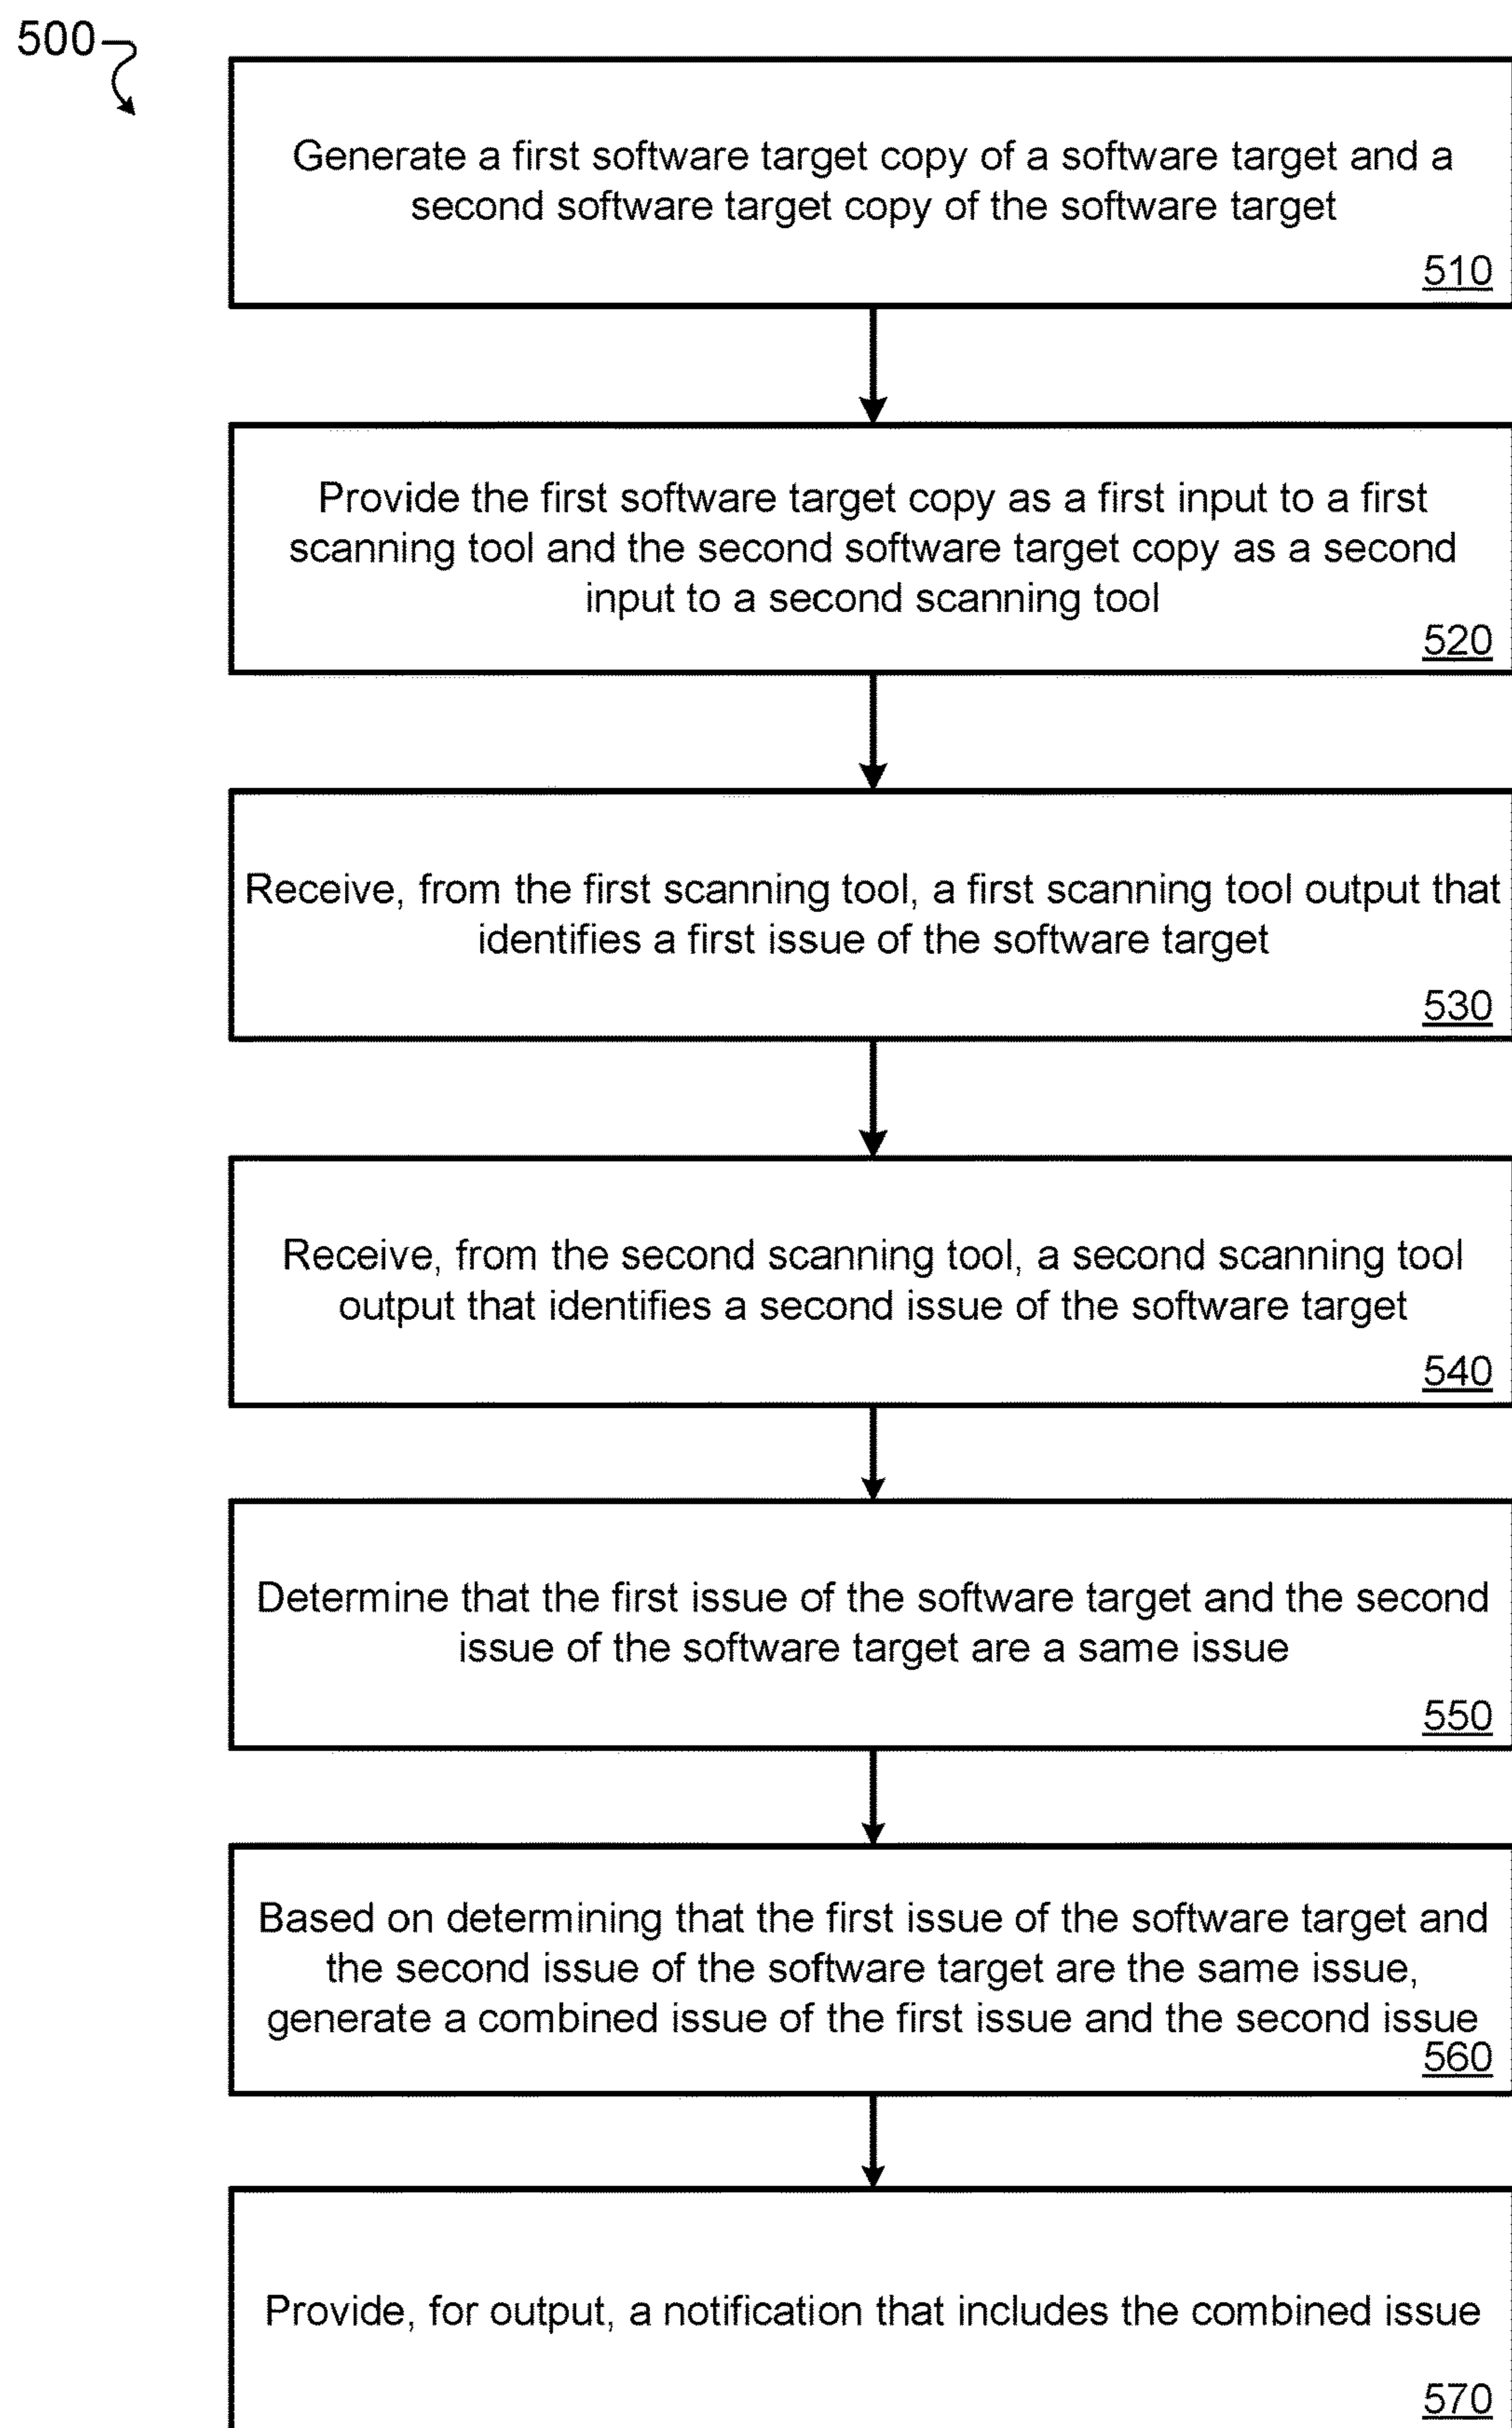 500
Generate a first software target copy of a software target and a
second software target copy of the software target
510
Provide the first software target copy as a first input to a first
scanning tool and the second software target copy as a second
input to a second scanning tool
520
Receive, from the first scanning tool, a first scanning tool output that
identifies a first issue of the software target
530
Receive, from the second scanning tool, a second scanning tool
output that identifies a second issue of the software target
540
Determine that the first issue of the software target and the second
issue of the software target are a same issue
550
Based on determining that the first issue of the software target and
the second issue of the software target are the same issue,
generate a combined issue of the first issue and the second issue
560
Provide, for output, a notification that includes the combined issue
570